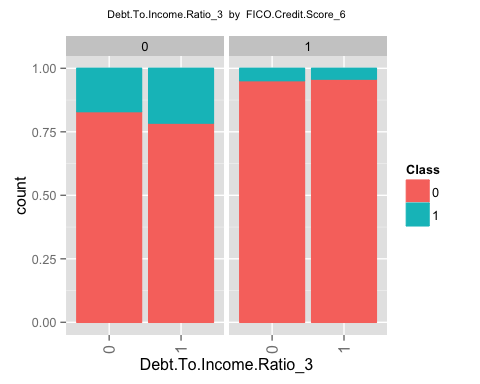 Debt.To.Income.Ratio_3 by FICO.Credit.Score_6
0 1
1.00
0.75
0.50
0.25
0.00
count
0 1 0 1
Debt.To.Income.Ratio_3
Class
0
1